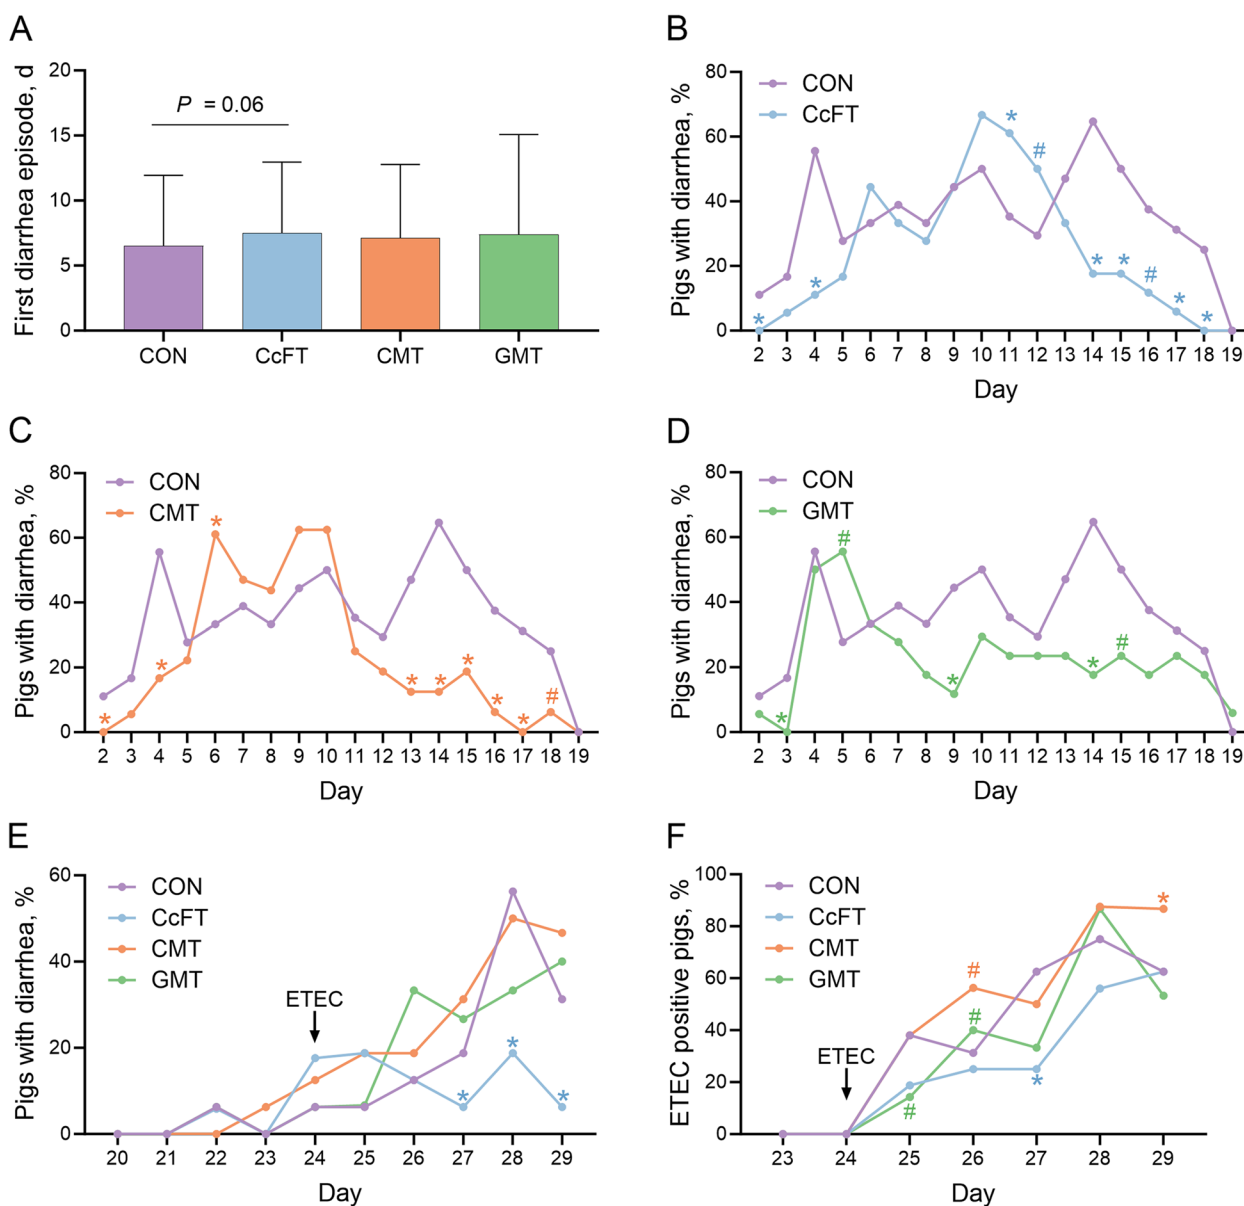 A
First diarrhea episode, d
20
15
10
5
0
P = 0.06
CON CcFT CMT GMT
B
Pigs with diarrhea, %
80
60
40
20
0
CON
CcFT
*
#
* *
*
#
*
* *
2 3 4 5 6 7 8 9 10 11 12 13 14 15 16 17 18 19
Day
C
Pigs with diarrhea, %
80
60
40
20
0
CON
CMT
*
* *
* * * #
* *
2 3 4 5 6 7 8 9 10 11 12 13 14 15 16 17 18 19
Day
D
Pigs with diarrhea, %
80
60
40
20
0
CON
GMT
#
#
* *
*
2 3 4 5 6 7 8 9 10 11 12 13 14 15 16 17 18 19
Day
E
Pigs with diarrhea, %
60
40
20
0
CON
CcFT
CMT
GMT
ETEC
*
* *
20 21 22 23 24 25 26 27 28 29
Day
F
ETEC positive pigs, %
100
80
60
40
20
0
CON
CcFT
CMT
GMT
ETEC
*
#
#
*
#
23 24 25 26 27 28 29
Day